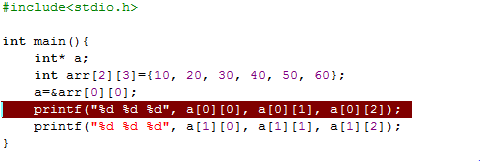 #include<stdio.h>
int main(){
int* a;
int arr[2][3]={10, 20, 30, 40, 50, 60};
a=&arr[0][0];
printf("%d %d %d", a[0][0], a[0][1], a[0][2]);
printf("%d %d %d", a[1][0], a[1][1], a[1][2]);
}